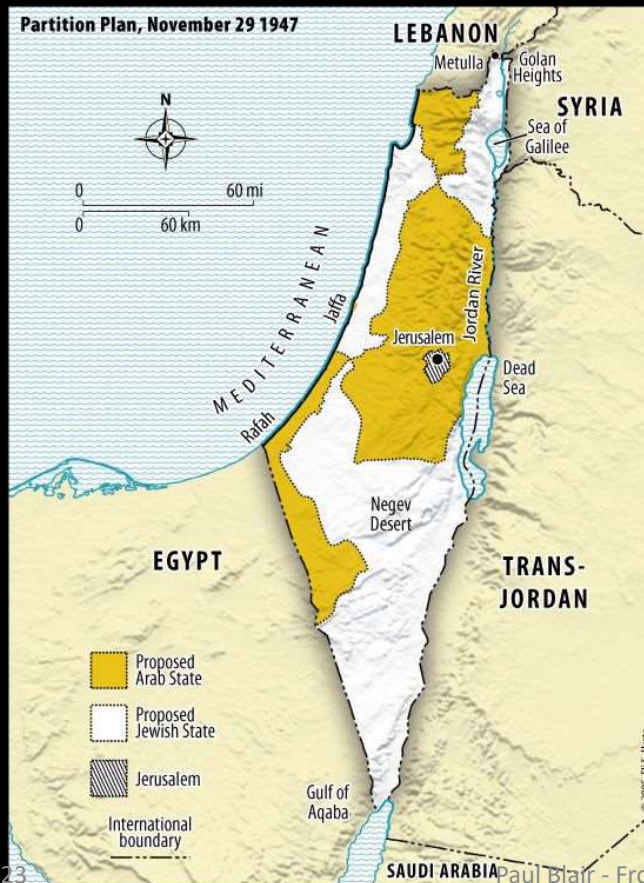 Partition Plan, November 29 1947
LEBANON
Metulla
Golan
Heights
SYRIA
Sea of
Galilee
N
0 60 mi
0 60 km
MEDITERRANEAN
Jaffa
Jordan River
Jerusalem
Dead
Sea
Rafah
Negev
Desert
EGYPT
TRANS-
JORDAN
Proposed
Arab State
Proposed
Jewish State
Jerusalem
International
boundary
Gulf of
Aqaba
SAUDI ARABIA
23
Paul Blair - Fro